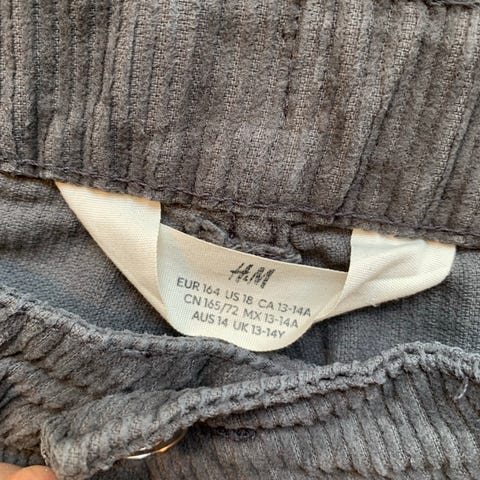 H&M
EUR 164 US 18 CA 13-14A
CN 165/72 MX 13-14A
AUS 14 UK 13-14Y